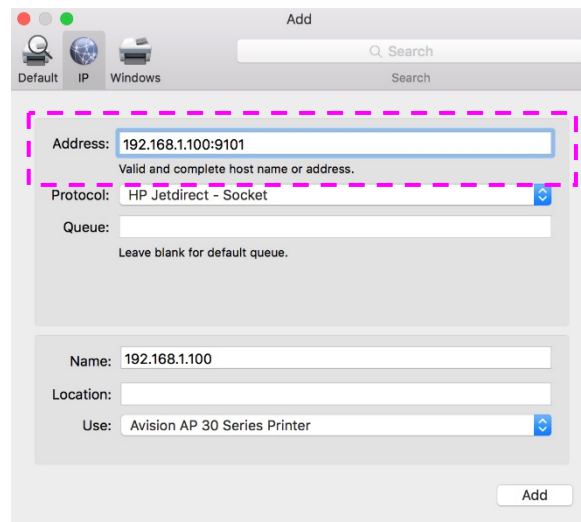 Add
Search
Default IP Windows Search
Address: 192.168.1.100:9101
Valid and complete host name or address.
Protocol: HP Jetdirect - Socket
Queue:
Leave blank for default queue.
Name: 192.168.1.100
Location:
Use: Avision AP 30 Series Printer
Add